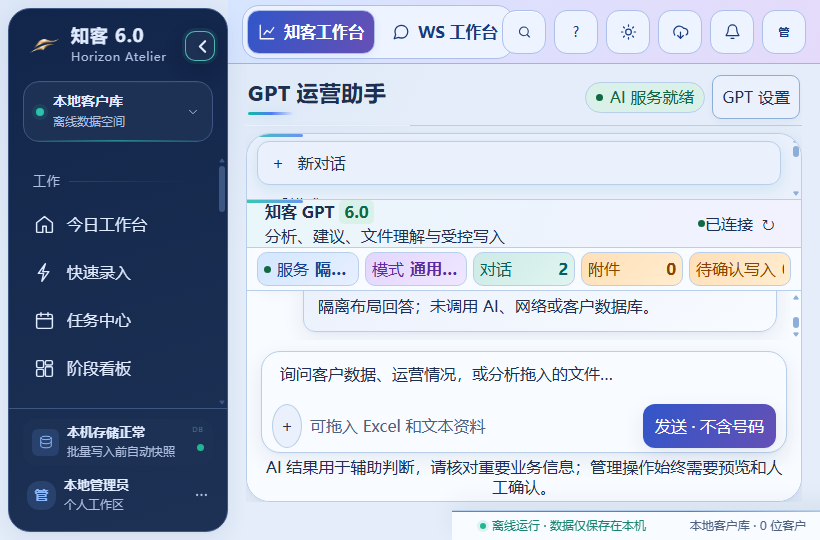 知客 6.0
Horizon Atelier
本地客户库
离线数据空间
工作
今日工作台
快速录入
任务中心
阶段看板
本机存储正常
DB
批量写入前自动快照
管
本地管理员
个人工作区
知客工作台
WS 工作台
?
管
GPT 运营助手
AI 服务就绪
GPT 设置
+ 新对话
知客 GPT 6.0
分析、建议、文件理解与受控写入
已连接 ↻
服务 隔...
模式 通用...
对话 2
附件 0
待确认写入
隔离布局回答；未调用 AI、网络或客户数据库。
询问客户数据、运营情况，或分析拖入的文件...
+ 可拖入 Excel 和文本资料
发送 · 不含号码
AI 结果用于辅助判断，请核对重要业务信息；管理操作始终需要预览和人
工确认。
离线运行 · 数据仅保存在本机
本地客户库 · 0 位客户